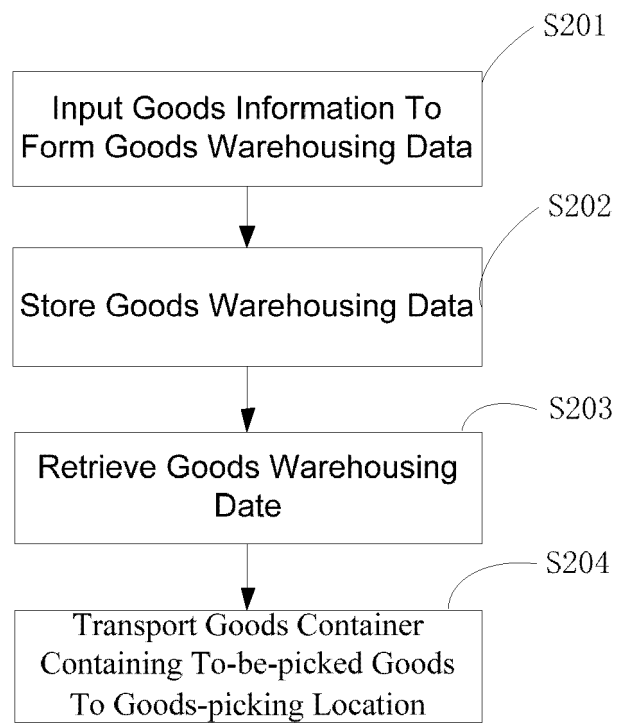 S201
Input Goods Information To
Form Goods Warehousing Data
S202
Store Goods Warehousing Data
S203
Retrieve Goods Warehousing
Date
S204
Transport Goods Container
Containing To-be-picked Goods
To Goods-picking Location